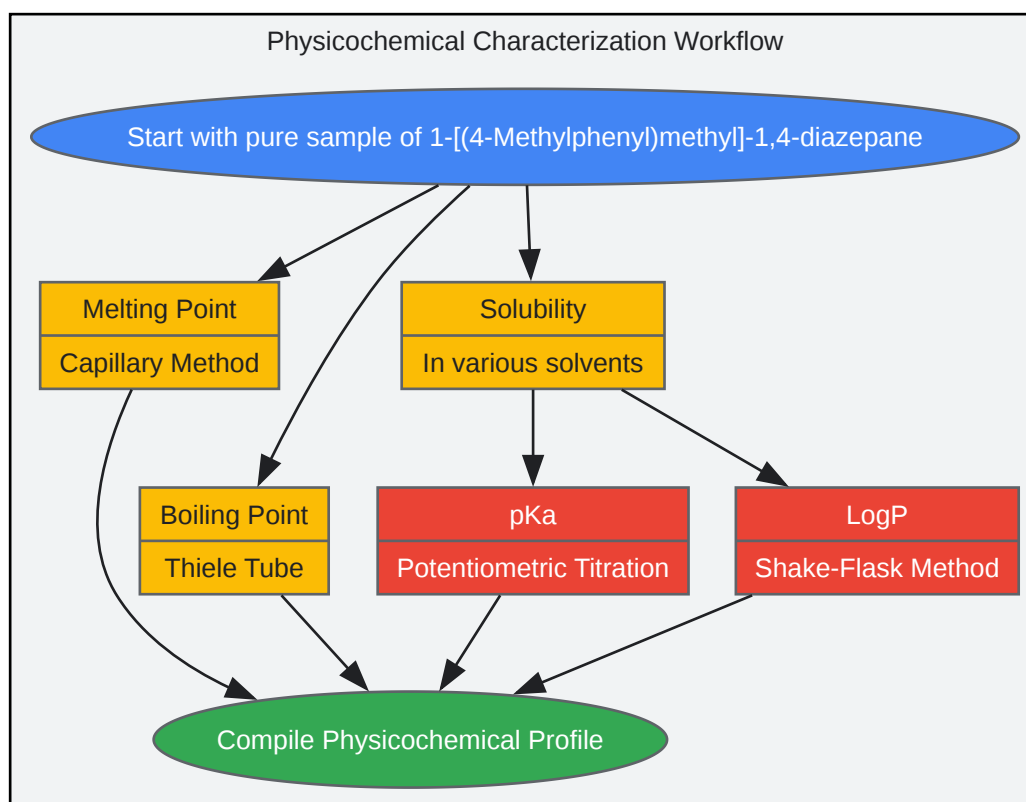 Physicochemical Characterization Workflow
Start with pure sample of 1-[(4-Methylphenyl)methyl]-1,4-diazepane
Melting Point
Capillary Method
Solubility
In various solvents
Boiling Point
Thiele Tube
pKa
Potentiometric Titration
LogP
Shake-Flask Method
Compile Physicochemical Profile